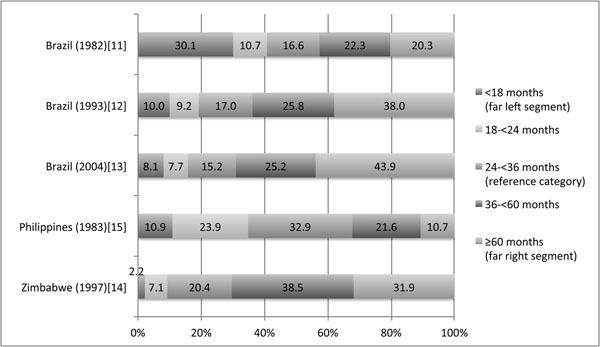 Brazil (1982)[11] 30.1 10.7 16.6 22.3 20.3
Brazil (1993)[12] 10.0 9.2 17.0 25.8 38.0
Brazil (2004)[13] 8.1 7.7 15.2 25.2 43.9
Philippines (1983)[15] 10.9 23.9 32.9 21.6 10.7
Zimbabwe (1997)[14] 2.2 7.1 20.4 38.5 31.9
0% 20% 40% 60% 80% 100%
<18 months
(far left segment)
18-<24 months
24-<36 months
(reference category)
36-<60 months
≥60 months
(far right segment)